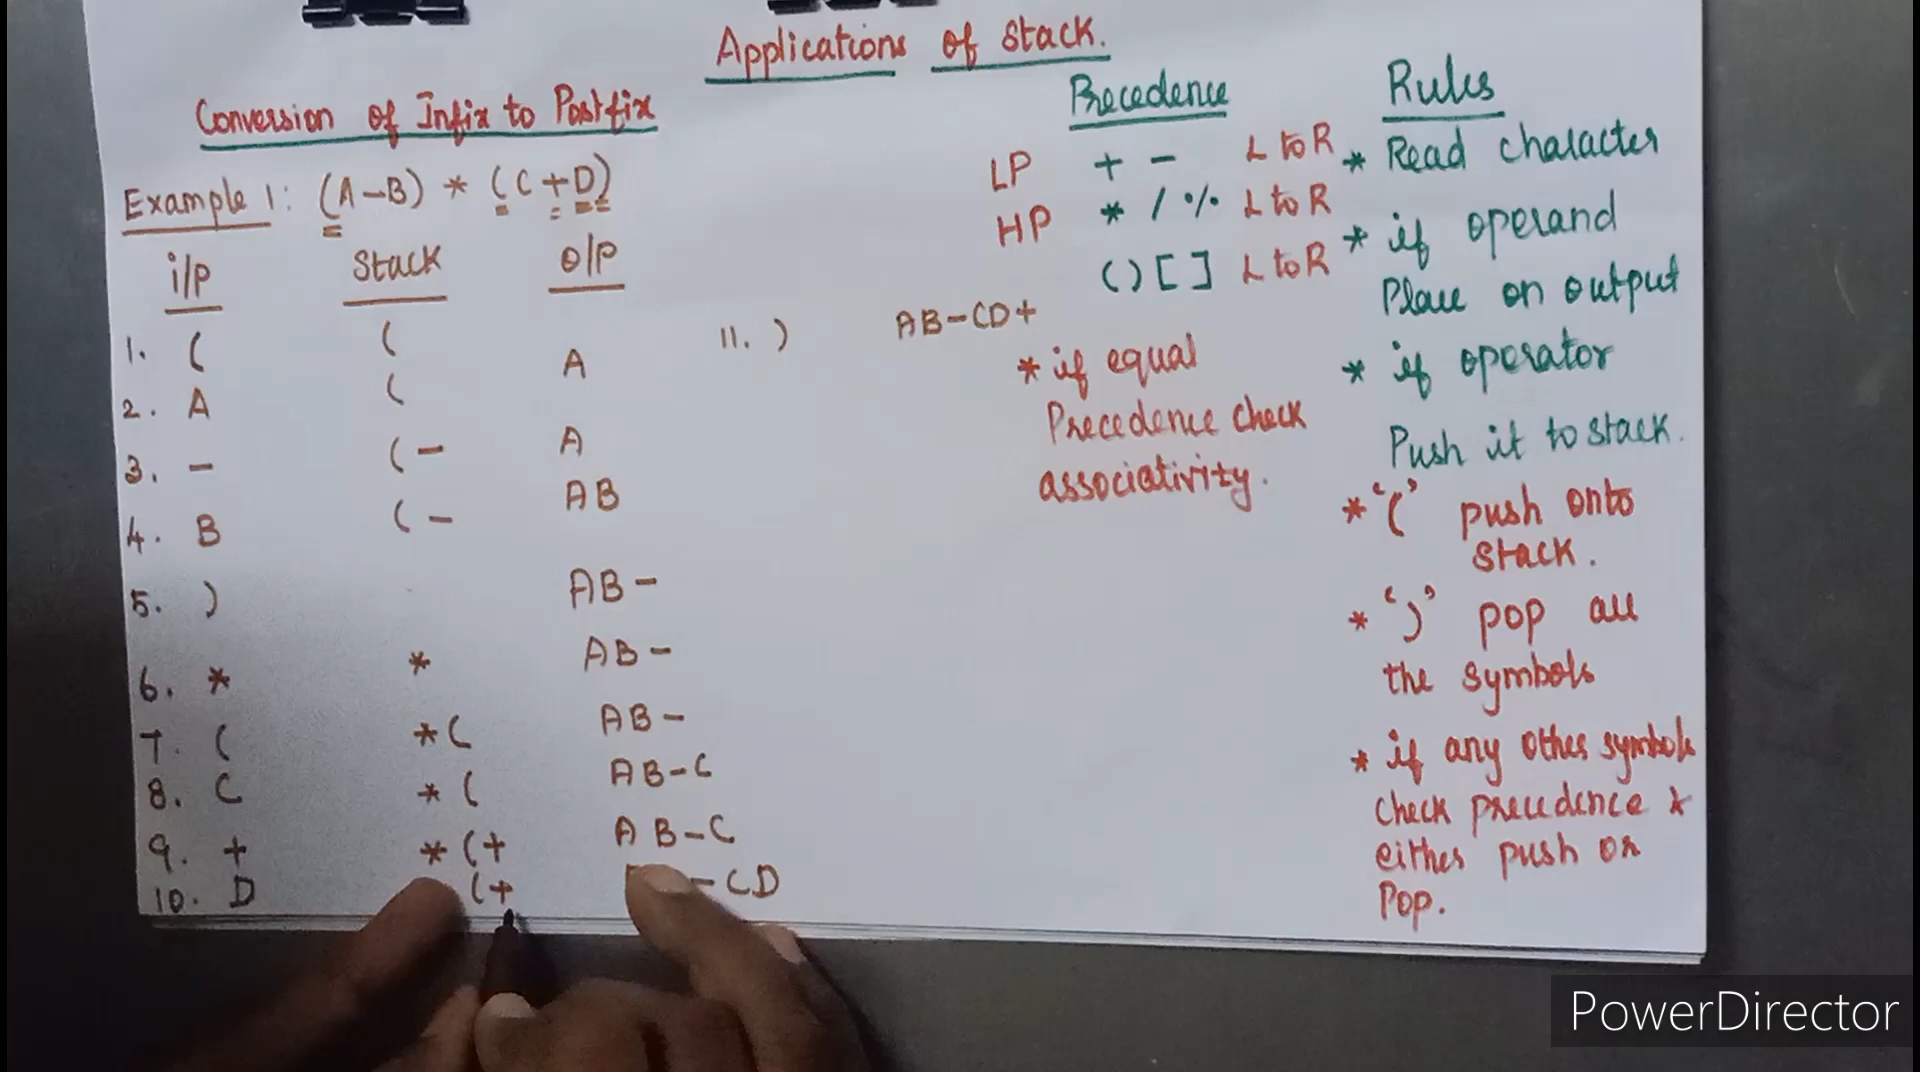 Applications of Stack.
Conversion of Infix to Postfix
Example 1: (A-B) * (C+D)
i/p Stack o/p
1. ( (
2. A ( A
3. - (- A
4. B (- AB
5. ) AB-
6. * * AB-
7. ( *( AB-
8. C *( AB-C
9. + *(+ AB-C
10. D (+ -CD
11. ) AB-CD+
Precedence
LP + - L to R
HP * / % L to R
( ) [ ] L to R
* if equal
Precedence check
associativity.
Rules
* Read character
* if operand
Place on output
* if operator
Push it to stack.
* '(' push onto
stack.
* ')' pop all
the symbols
* if any other symbols
check precedence &
either push or
Pop.
PowerDirector